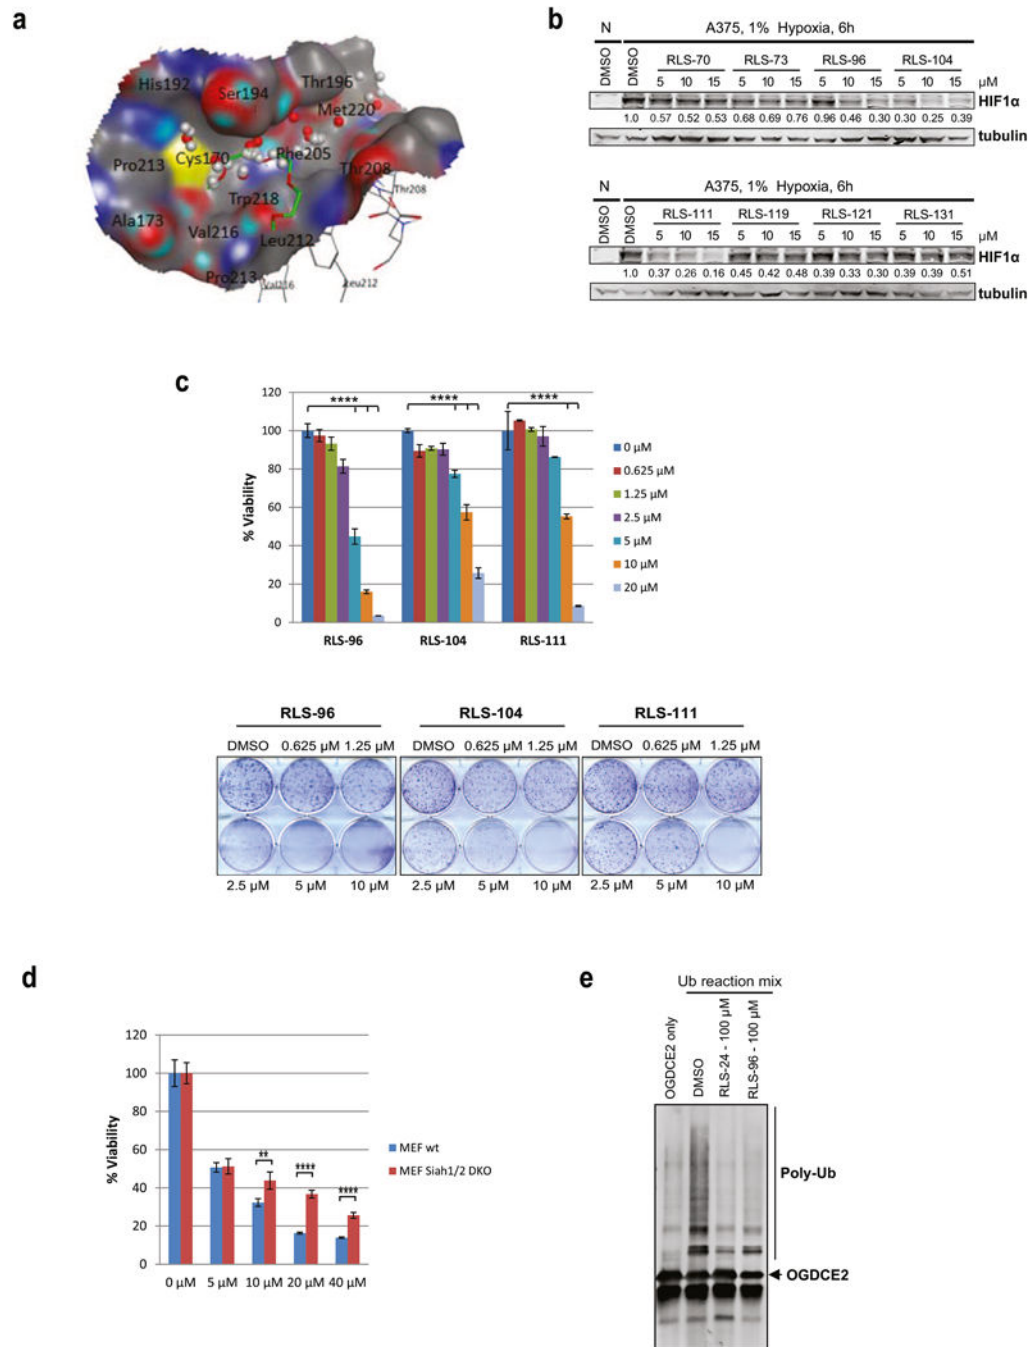 a
His192
Ser194
Thr196
Met220
Pro213
Cys170
Phe205
Thr208
Thr208
Trp218
Ala173
Val216
Leu212
Pro213
Val216
Leu212
b
N
A375, 1% Hypoxia, 6h
DMSO
DMSO
RLS-70 RLS-73 RLS-96 RLS-104
5 10 15 5 10 15 5 10 15 5 10 15 µM
HIF1α
1.0 0.57 0.52 0.53 0.68 0.69 0.76 0.96 0.46 0.30 0.30 0.25 0.39
tubulin
N
A375, 1% Hypoxia, 6h
DMSO
DMSO
RLS-111 RLS-119 RLS-121 RLS-131
5 10 15 5 10 15 5 10 15 5 10 15 µM
HIF1α
1.0 0.37 0.26 0.16 0.45 0.42 0.48 0.39 0.33 0.30 0.39 0.39 0.51
tubulin
c
% Viability
120
100
80
60
40
20
0
**** **** ****
RLS-96 RLS-104 RLS-111
0 µM
0.625 µM
1.25 µM
2.5 µM
5 µM
10 µM
20 µM
RLS-96 RLS-104 RLS-111
DMSO 0.625 µM 1.25 µM DMSO 0.625 µM 1.25 µM DMSO 0.625 µM 1.25 µM
2.5 µM 5 µM 10 µM 2.5 µM 5 µM 10 µM 2.5 µM 5 µM 10 µM
d
% Viability
120
100
80
60
40
20
0
** **** ****
0 µM 5 µM 10 µM 20 µM 40 µM
MEF wt
MEF Siah1/2 DKO
e
Ub reaction mix
OGDCE2 only
DMSO
RLS-24 - 100 µM
RLS-96 - 100 µM
Poly-Ub
OGDCE2